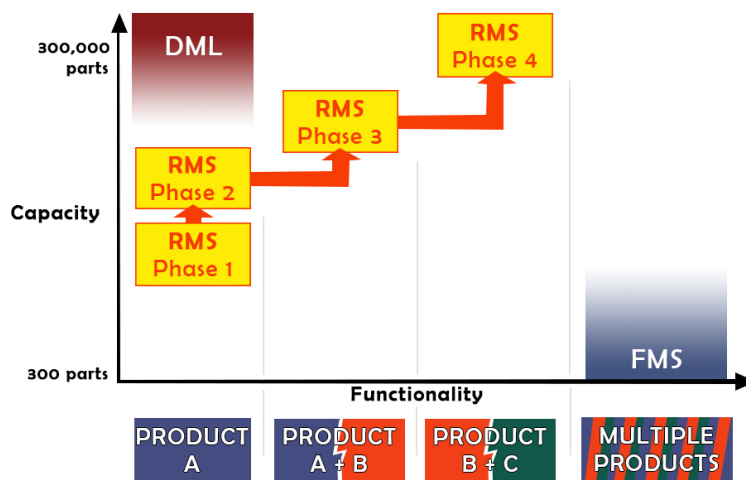 300,000
parts
DML
RMS
Phase 4
RMS
Phase 3
RMS
Phase 2
Capacity
RMS
Phase 1
FMS
300 parts
Functionality
PRODUCT
A
PRODUCT
A + B
PRODUCT
B + C
MULTIPLE
PRODUCTS